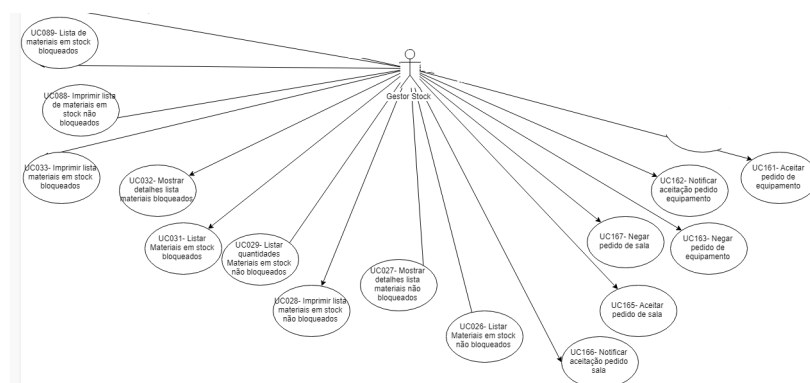 UC089- Lista de
materiais em stock
bloqueados
Gestor Stock
UC088- Imprimir lista
de materiais em
stock não
bloqueados
UC033- Imprimir lista
materiais em stock
bloqueados
UC032- Mostrar
detalhes lista
materiais bloqueados
UC162- Notificar
aceitação pedido
equipamento
UC161- Aceitar
pedido de
equipamento
UC031- Listar
Materiais em stock
bloqueados
UC029- Listar
quantidades
Materiais em stock
não bloqueados
UC167- Negar
pedido de sala
UC163- Negar
pedido de
equipamento
UC027- Mostrar
detalhes lista
materiais não
bloqueados
UC028- Imprimir lista
materiais em stock
não bloqueados
UC165- Aceitar
pedido de sala
UC026- Listar
Materiais em stock
não bloqueados
UC166- Notificar
aceitação pedido
sala